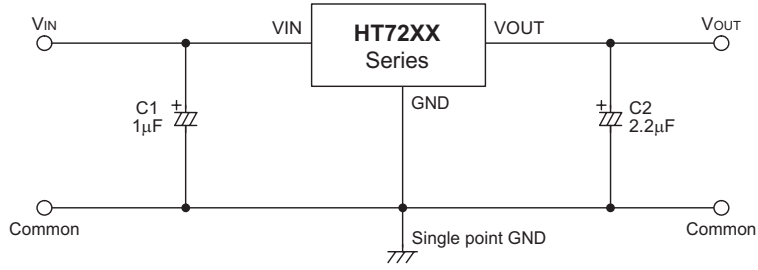 VIN
VIN
HT72XX
Series
VOUT
VOUT
GND
C1
1μF
+
+
C2
2.2μF
Common
Single point GND
Common